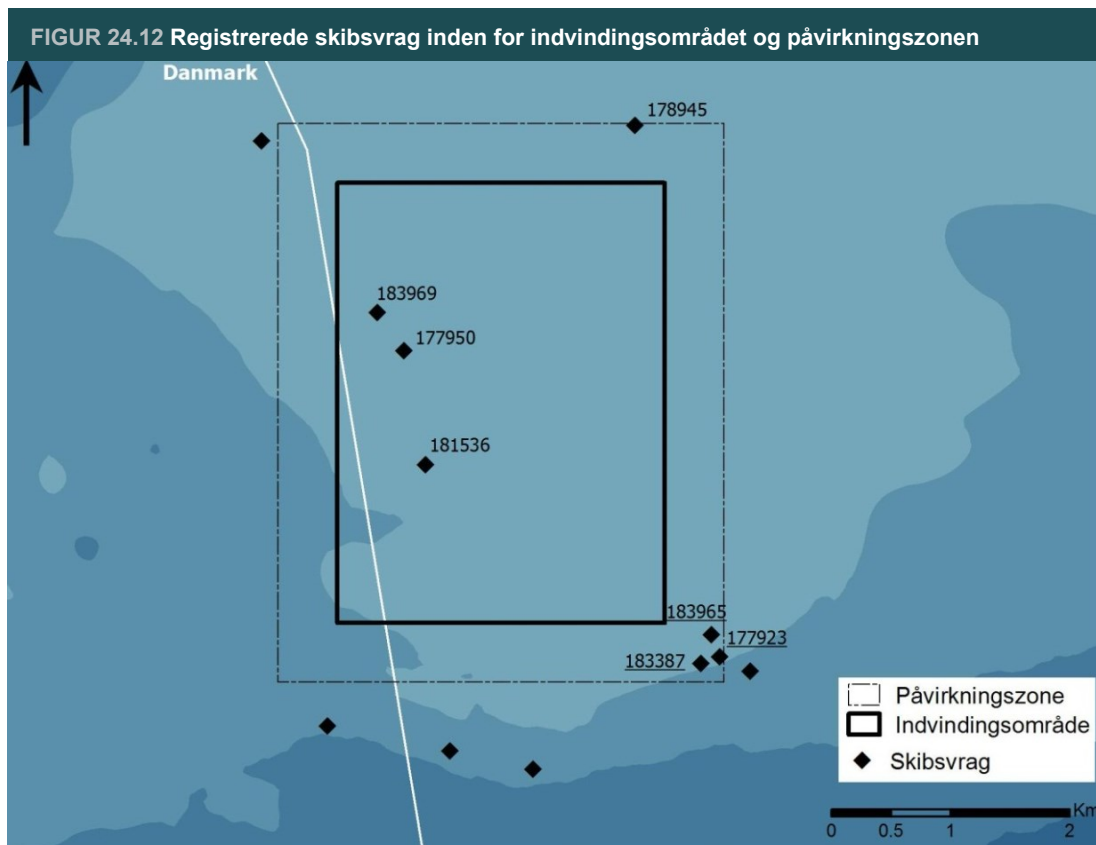 FIGUR 24.12 Registrerede skibsvrag inden for indvindingsområdet og påvirkningszonen
Danmark
178945
183969
177950
181536
183965
177923
183387
Påvirkningszone
Indvindingsområde
Skibsvrag
Km
0 0.5 1 2